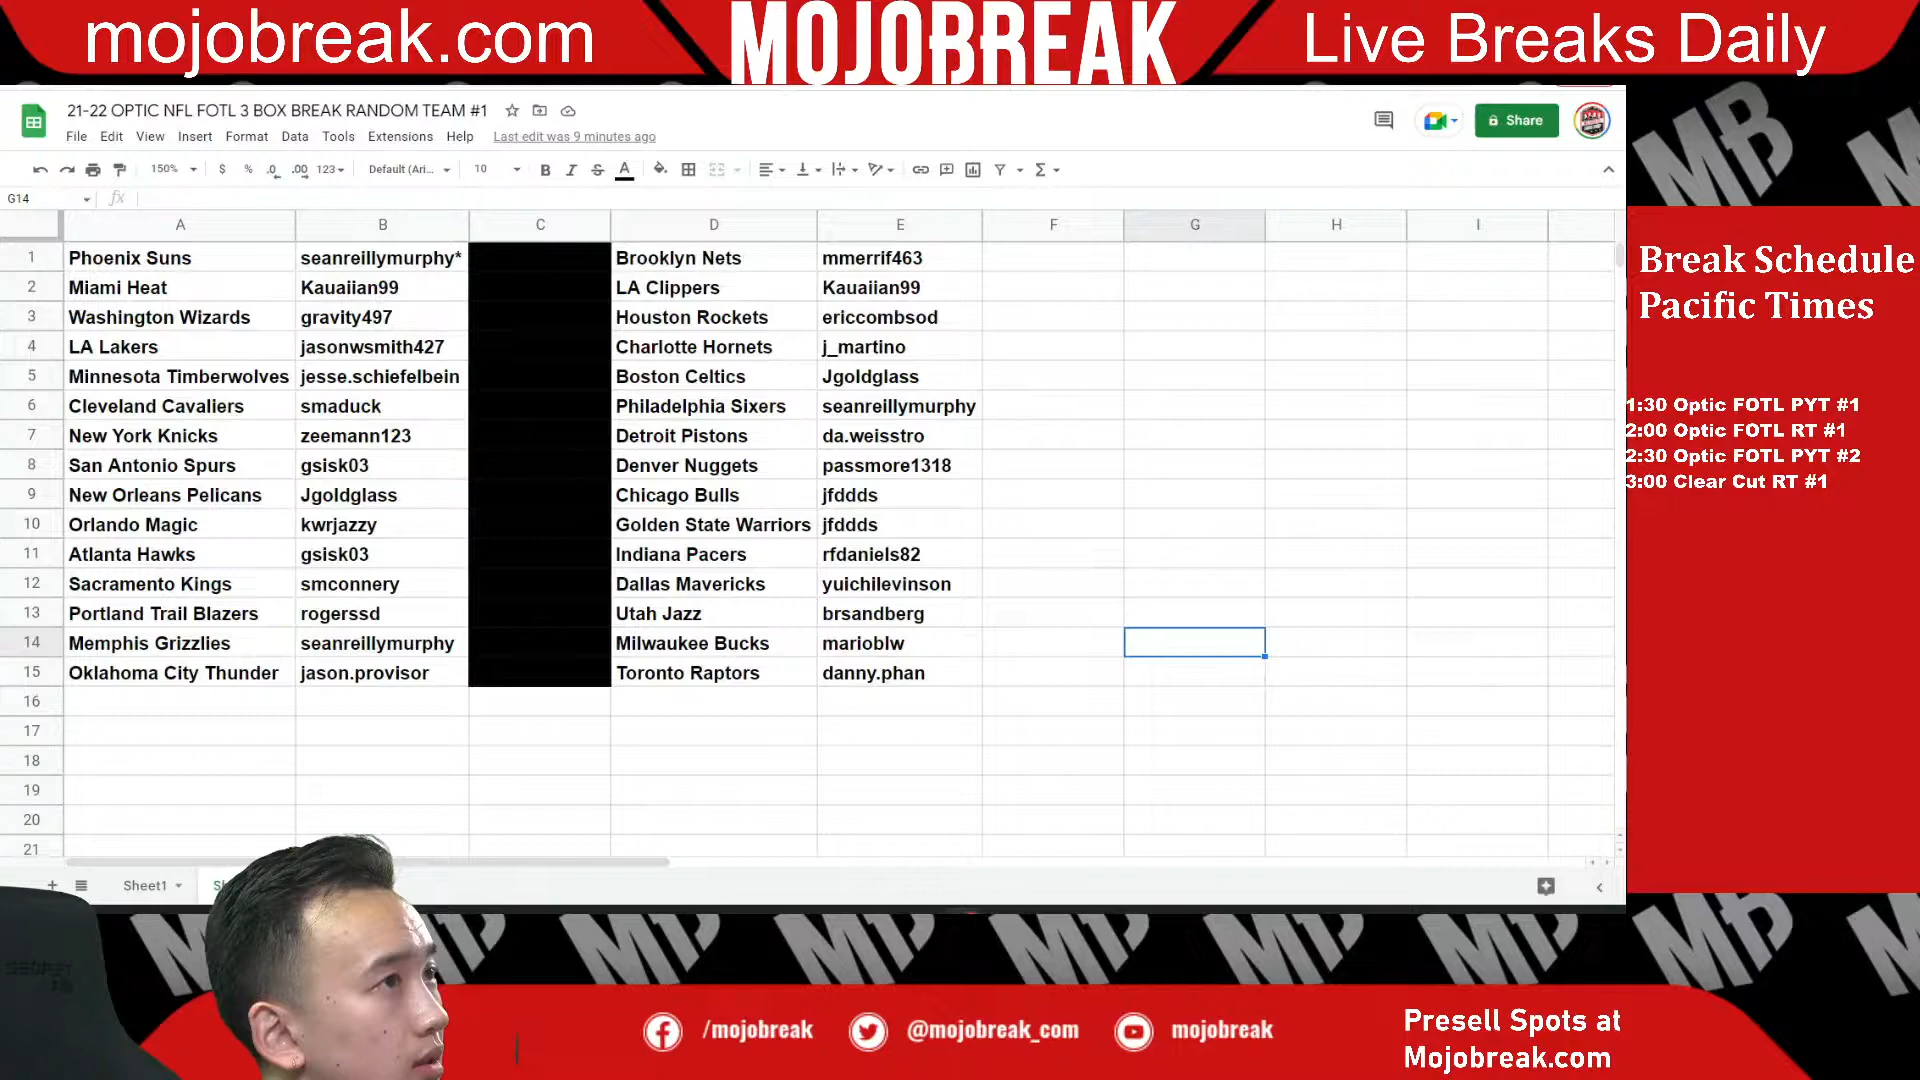 mojobreak.com
MOJOBREAK
Live Breaks Daily
21-22 OPTIC NFL FOTL 3 BOX BREAK RANDOM TEAM #1
File Edit View Insert Format Data Tools Extensions Help Last edit was 9 minutes ago
Share
150% $ % .0 .00 123 Default (Ari... 10 B I S A
G14 fx
A B C D E F G H I
1 Phoenix Suns seanreillymurphy* Brooklyn Nets mmerrif463
2 Miami Heat Kauaiian99 LA Clippers Kauaiian99
3 Washington Wizards gravity497 Houston Rockets ericcombsod
4 LA Lakers jasonwsmith427 Charlotte Hornets j_martino
5 Minnesota Timberwolves jesse.schiefelbein Boston Celtics Jgoldglass
6 Cleveland Cavaliers smaduck Philadelphia Sixers seanreillymurphy
7 New York Knicks zeemann123 Detroit Pistons da.weisstro
8 San Antonio Spurs gsisk03 Denver Nuggets passmore1318
9 New Orleans Pelicans Jgoldglass Chicago Bulls jfddds
10 Orlando Magic kwrjazzy Golden State Warriors jfddds
11 Atlanta Hawks gsisk03 Indiana Pacers rfdaniels82
12 Sacramento Kings smconnery Dallas Mavericks yuichilevinson
13 Portland Trail Blazers rogerssd Utah Jazz brsandberg
14 Memphis Grizzlies seanreillymurphy Milwaukee Bucks marioblw
15 Oklahoma City Thunder jason.provisor Toronto Raptors danny.phan
16
17
18
19
20
21
Sheet1
Break Schedule
Pacific Times
1:30 Optic FOTL PYT #1
2:00 Optic FOTL RT #1
2:30 Optic FOTL PYT #2
3:00 Clear Cut RT #1
/mojobreak @mojobreak_com mojobreak
Presell Spots at
Mojobreak.com